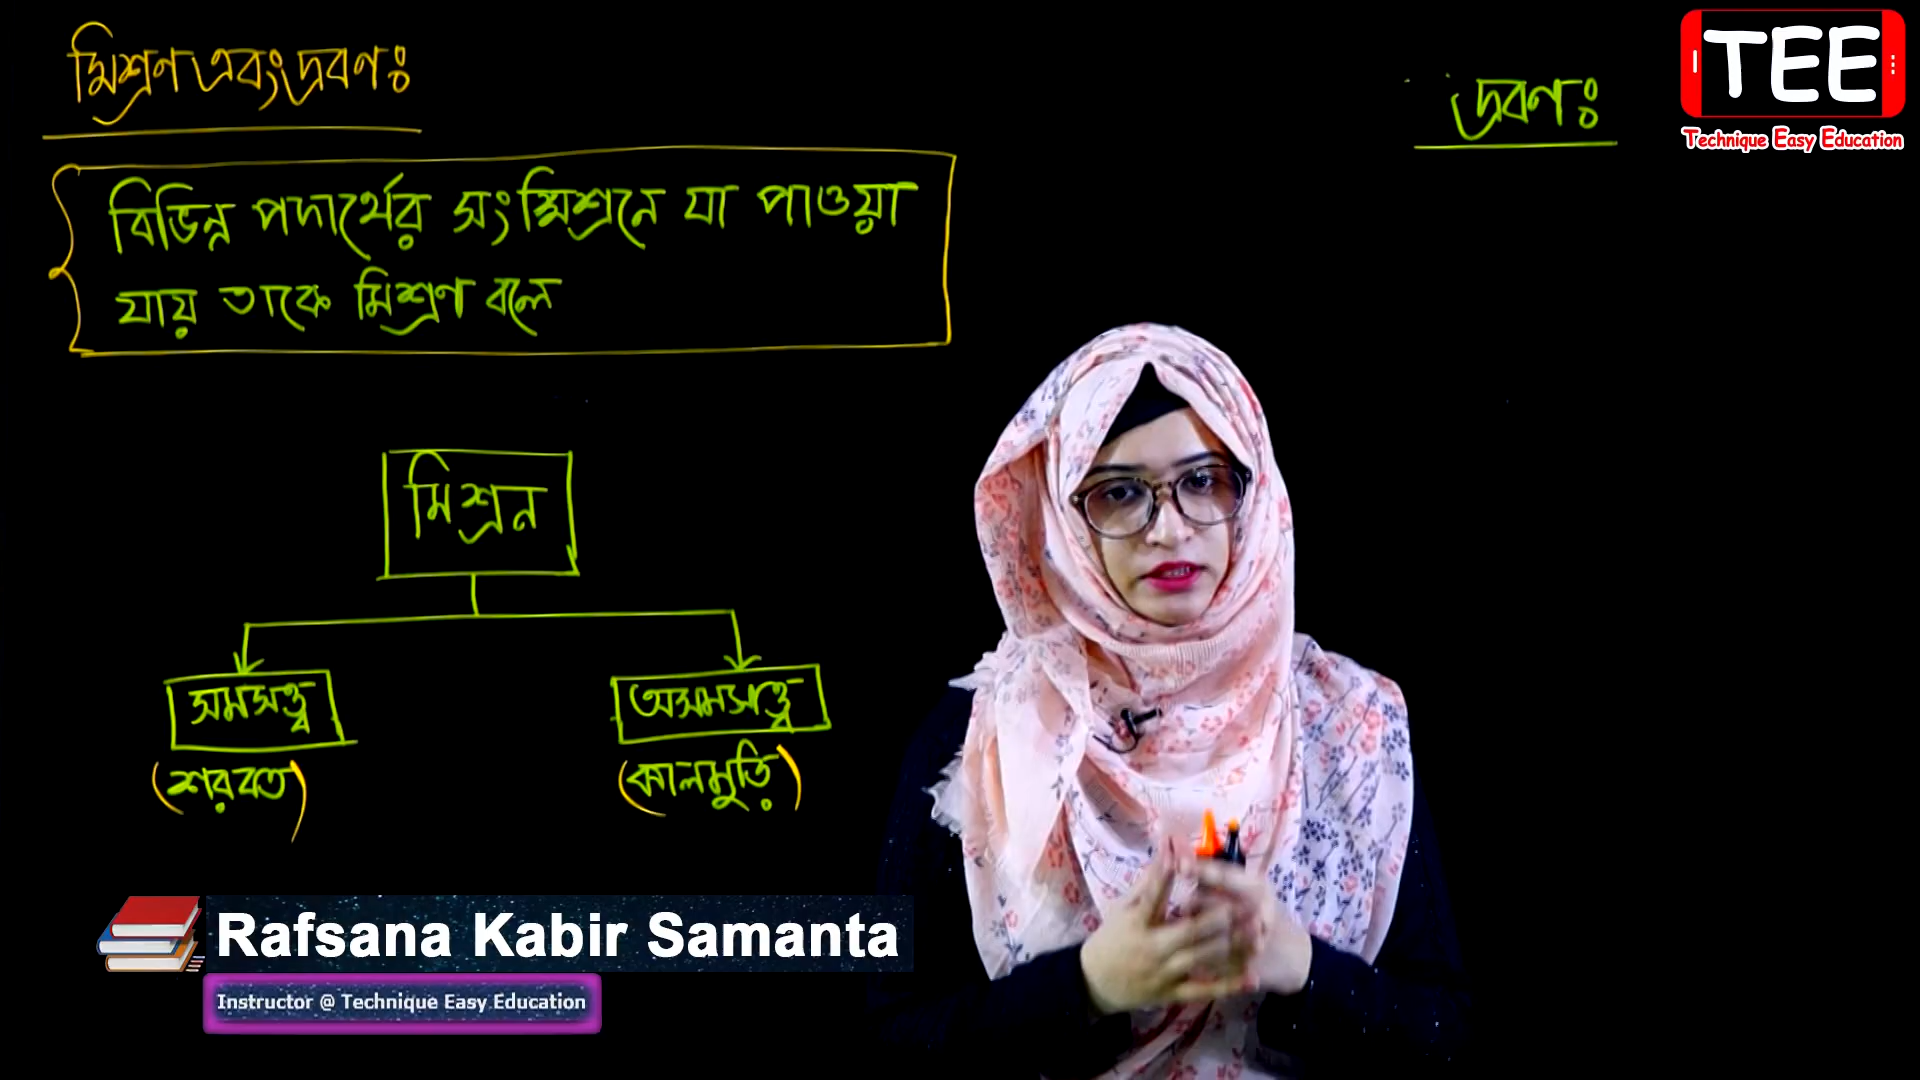 মিশ্রণ এবং দ্রবণঃ
বিভিন্ন পদার্থের সংমিশ্রনে যা পাওয়া
যায় তাকে মিশ্রণ বলে
মিশ্রন
সমসত্ত্ব
অসমসত্ত্ব
(শরবত)
(ঝালমুড়ি)
দ্রবণঃ
TEE
Technique Easy Education
Rafsana Kabir Samanta
Instructor @ Technique Easy Education